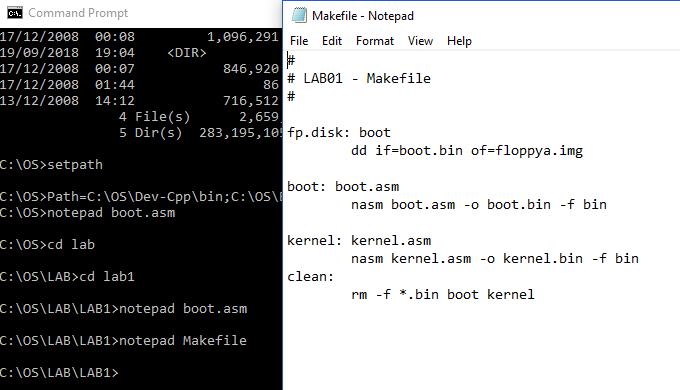 Command Prompt
17/12/2008  00:08         1,096,291
19/09/2018  19:04    <DIR>
17/12/2008  00:07           846,920
17/12/2008  01:44                86
13/12/2008  14:12           716,512
               4 File(s)      2,659,
               5 Dir(s)  283,195,105
C:\OS>setpath
C:\OS>Path=C:\OS\Dev-Cpp\bin;C:\OS\
C:\OS>notepad boot.asm
C:\OS>cd lab
C:\OS\LAB>cd lab1
C:\OS\LAB\LAB1>notepad boot.asm
C:\OS\LAB\LAB1>notepad Makefile
C:\OS\LAB\LAB1>
Makefile - Notepad
File Edit Format View Help
#
# LAB01 - Makefile
#
fp.disk: boot
        dd if=boot.bin of=floppya.img
boot: boot.asm
        nasm boot.asm -o boot.bin -f bin
kernel: kernel.asm
        nasm kernel.asm -o kernel.bin -f bin
clean:
        rm -f *.bin boot kernel